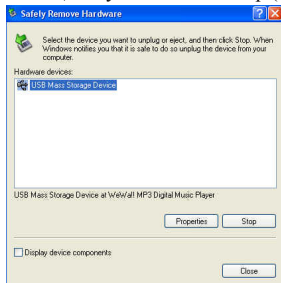 Safely Remove Hardware
Select the device you want to unplug or eject, and then click Stop. When
Windows notifies you that it is safe to do so unplug the device from your
computer.
Hardware devices:
USB Mass Storage Device
USB Mass Storage Device at WeWa!! MP3 Digital Music Player
Properties
Stop
Display device components
Close